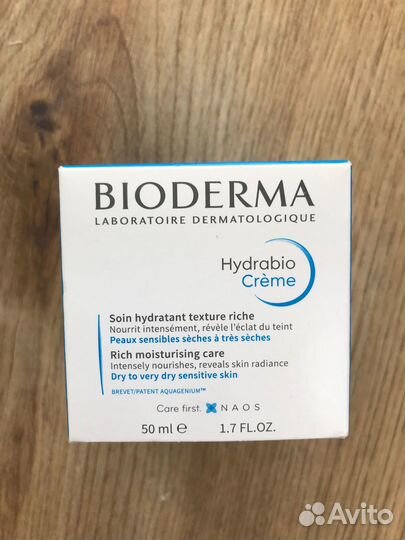 BIODERMA
LABORATOIRE DERMATOLOGIQUE
Hydrabio
Crème
Soin hydratant texture riche
Nourrit intensément, révèle l'éclat du teint
Peaux sensibles sèches à très sèches
Rich moisturising care
Intensely nourishes, reveals skin radiance
Dry to very dry sensitive skin
BREVET/PATENT AQUAGENIUM™
Care first. NAOS
50 ml ℮ 1.7 FL.OZ.
Avito